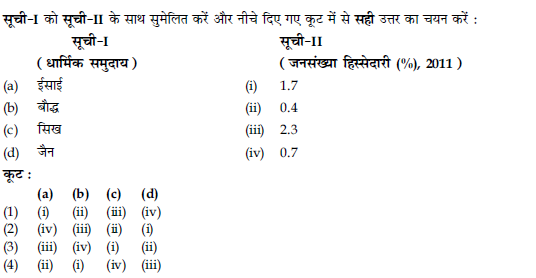 सूची-I को सूची-II के साथ सुमेलित करें और नीचे दिए गए कूट में से सही उत्तर का चयन करें :
सूची-I सूची-II
( धार्मिक समुदाय ) ( जनसंख्या हिस्सेदारी (%), 2011 )
(a) ईसाई (i) 1.7
(b) बौद्ध (ii) 0.4
(c) सिख (iii) 2.3
(d) जैन (iv) 0.7
कूट :
(a) (b) (c) (d)
(1) (i) (ii) (iii) (iv)
(2) (iv) (iii) (ii) (i)
(3) (iii) (iv) (i) (ii)
(4) (ii) (i) (iv) (iii)